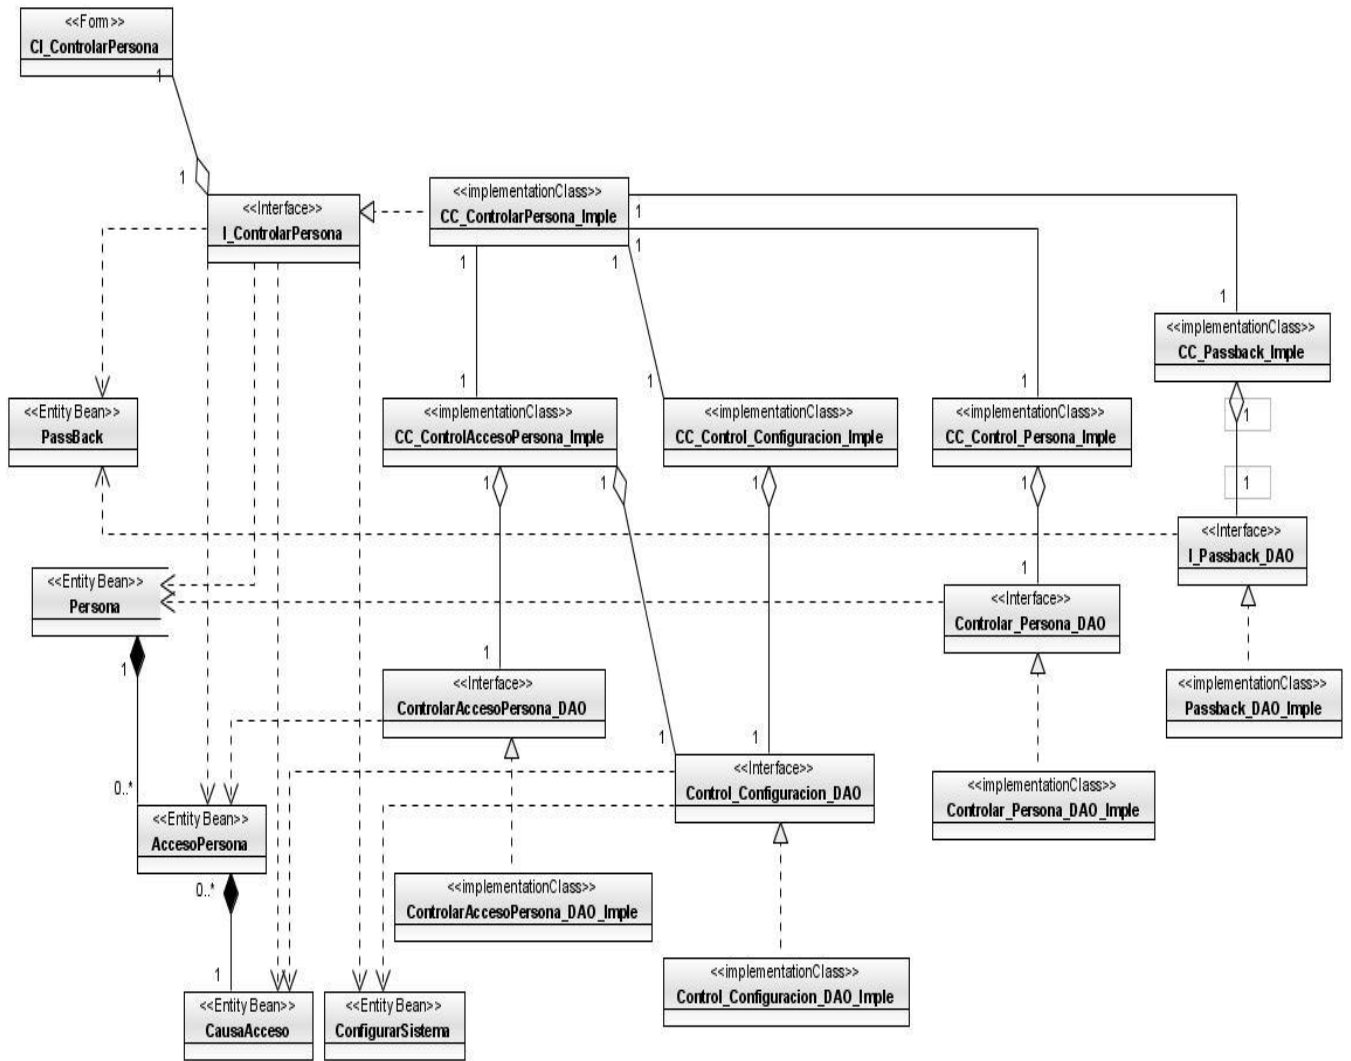 <<Form>>
CI_ControlarPersona
1
1
<<Interface>>
I_ControlarPersona
<<implementationClass>>
CC_ControlarPersona_Imple
1
1
1
1
1
<<implementationClass>>
CC_Passback_Imple
1
1
1
1
1
<<Entity Bean>>
PassBack
<<implementationClass>>
CC_ControlAccesoPersona_Imple
<<implementationClass>>
CC_Control_Configuracion_Imple
<<implementationClass>>
CC_Control_Persona_Imple
1
1
1
1
1
<<Interface>>
I_Passback_DAO
<<Entity Bean>>
Persona
1
<<Interface>>
Controlar_Persona_DAO
1
1
<<Interface>>
ControlarAccesoPersona_DAO
<<implementationClass>>
Passback_DAO_Imple
1
1
<<Interface>>
Control_Configuracion_DAO
<<implementationClass>>
Controlar_Persona_DAO_Imple
0..*
<<Entity Bean>>
AccesoPersona
0..*
<<implementationClass>>
ControlarAccesoPersona_DAO_Imple
1
<<implementationClass>>
Control_Configuracion_DAO_Imple
<<Entity Bean>>
CausaAcceso
<<Entity Bean>>
ConfigurarSistema